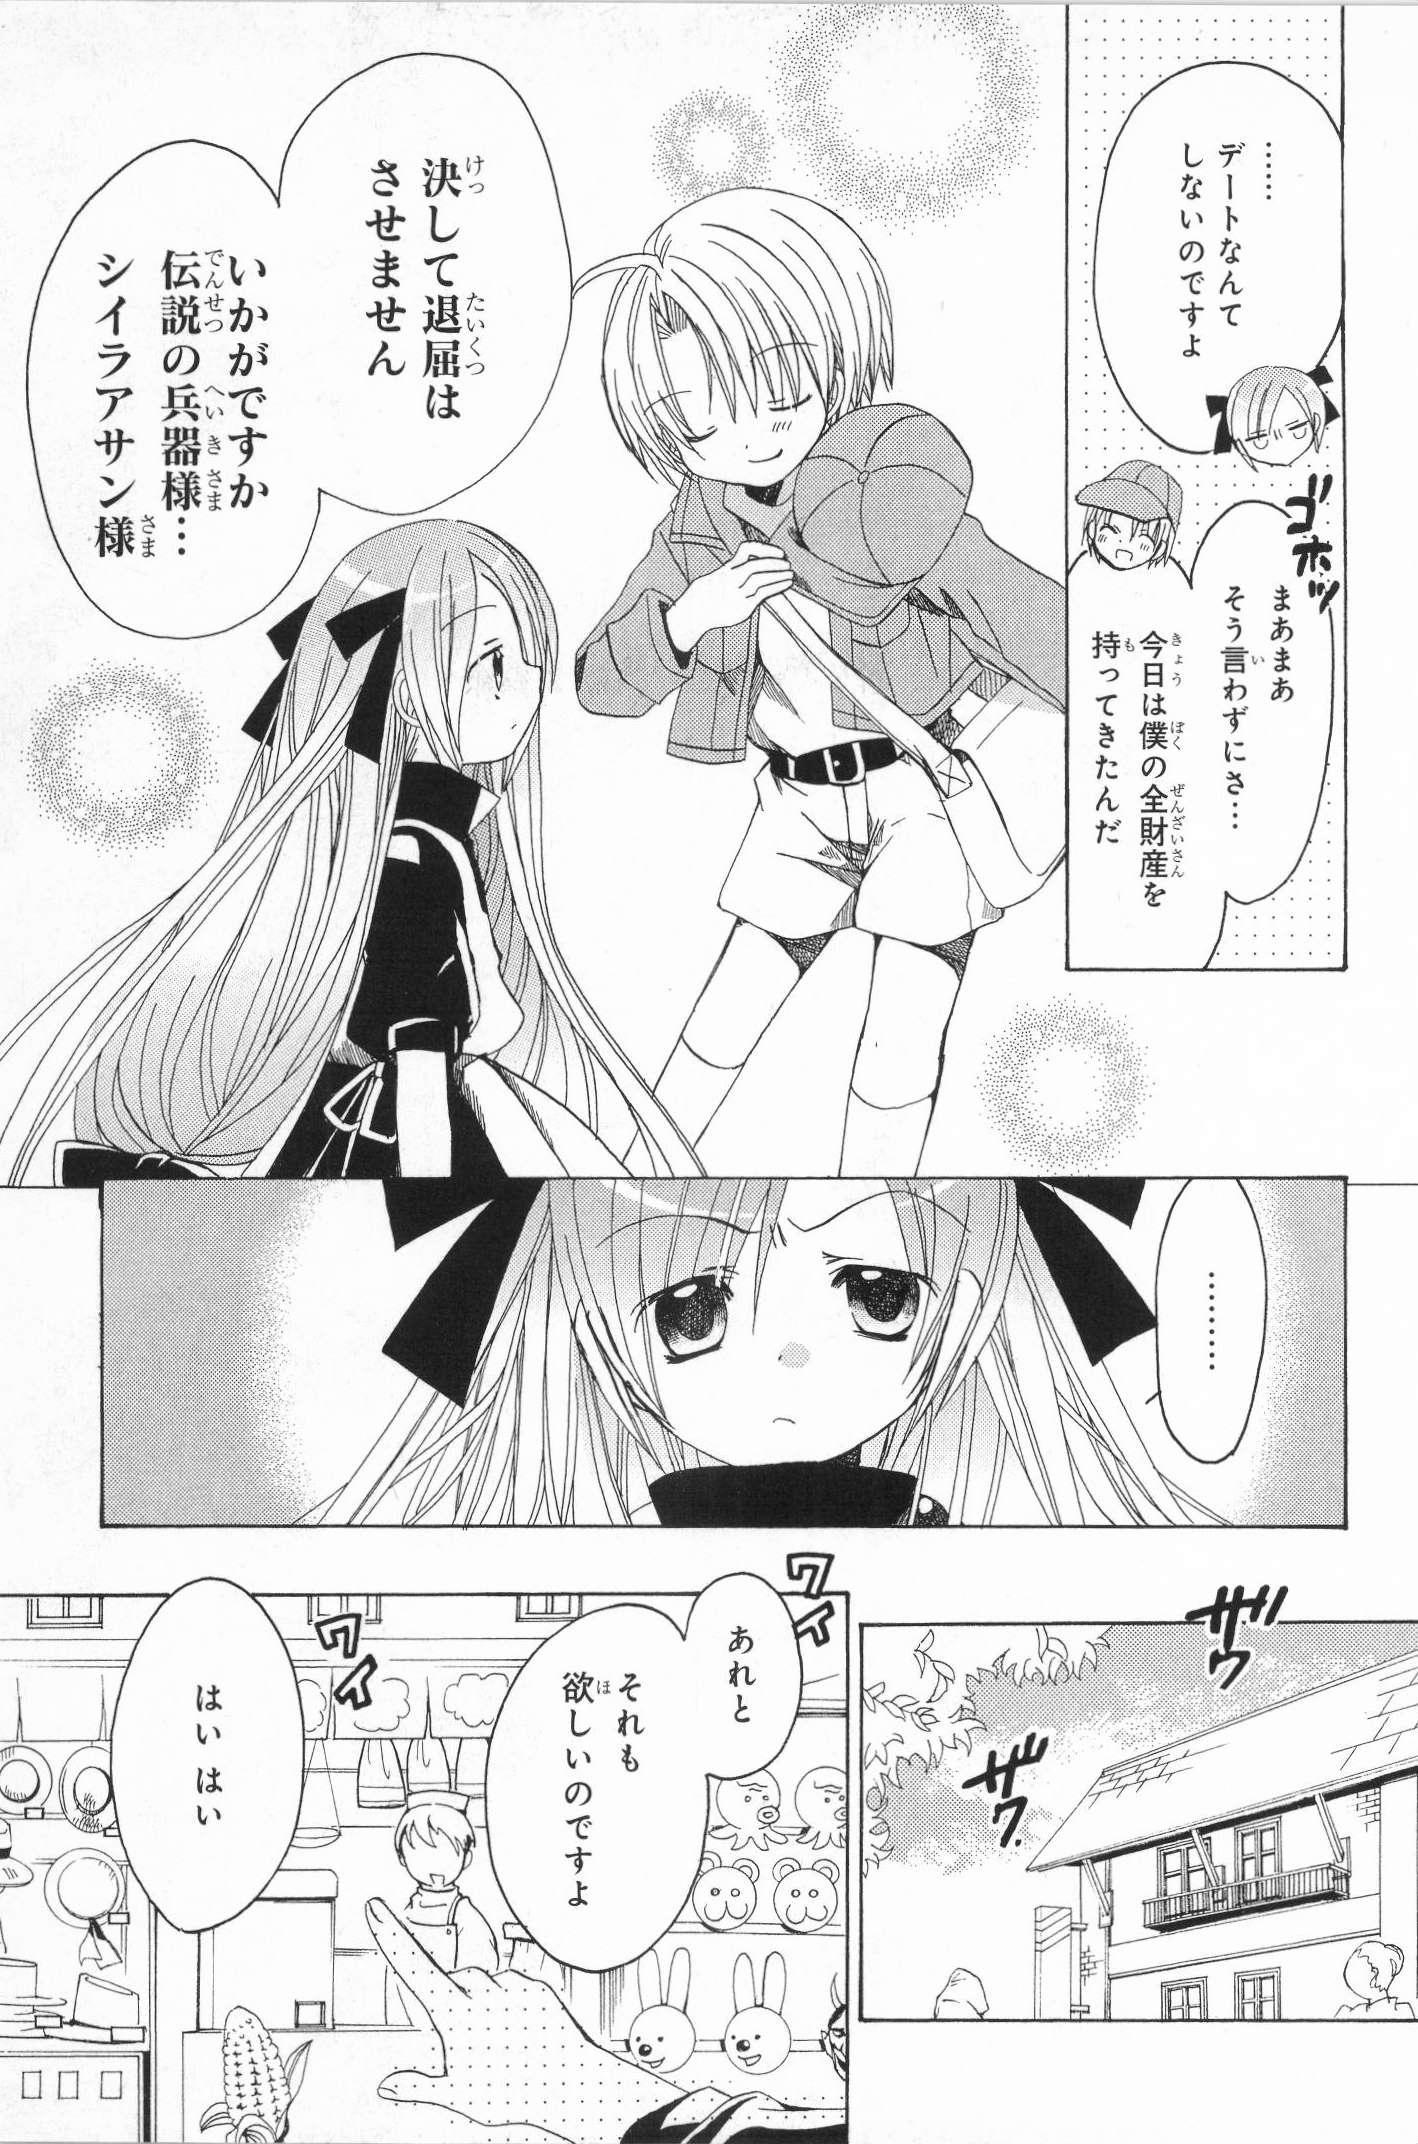 ……
デートなんて
しないのですよ
ゴホッ
まあまあ
そう言わずにさ…
今日は僕の全財産を
持ってきたんだ
決して退屈は
させません
いかがですか
伝説の兵器様…
シイラアサン様
………
ザワ
ザワ
ワイ
ワイ
あれと
それも
欲しいのですよ
はい はい